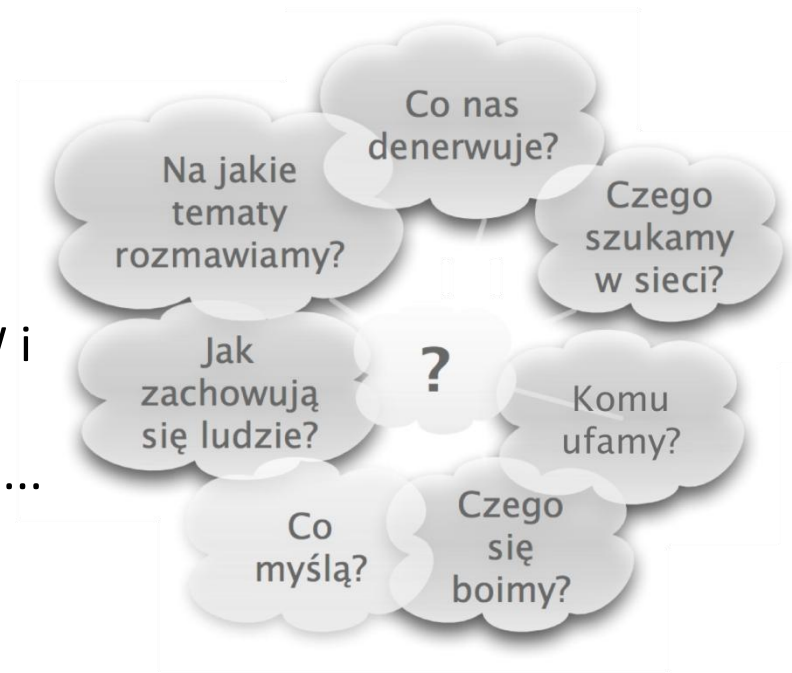 Co nas
denerwuje?
Na jakie
tematy
rozmawiamy?
Czego
szukamy
w sieci?
i
Jak
zachowują
się ludzie?
?
Komu
ufamy?
...
Czego
się
boimy?
Co
myślą?